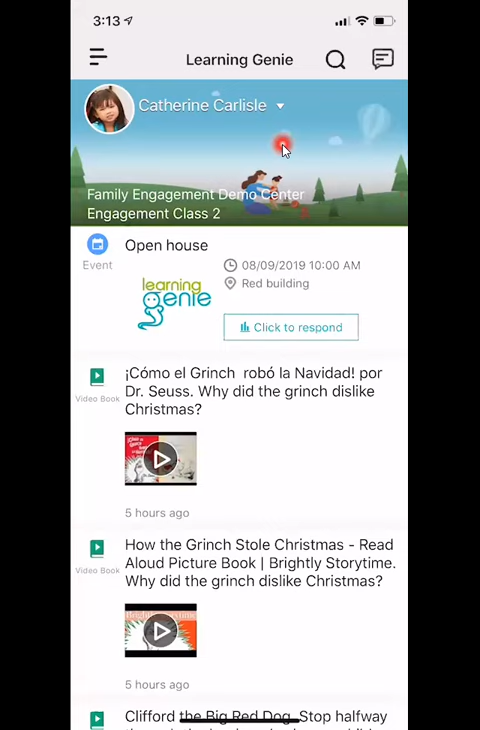 3:13
Learning Genie
Catherine Carlisle
Family Engagement Demo Center
Engagement Class 2
Event
Open house
learning
genie
08/09/2019 10:00 AM
Red building
Click to respond
Video Book
¡Cómo el Grinch robó la Navidad! por
Dr. Seuss. Why did the grinch dislike
Christmas?
5 hours ago
Video Book
How the Grinch Stole Christmas - Read
Aloud Picture Book | Brightly Storytime.
Why did the grinch dislike Christmas?
5 hours ago
Clifford the Big Red Dog. Stop halfway